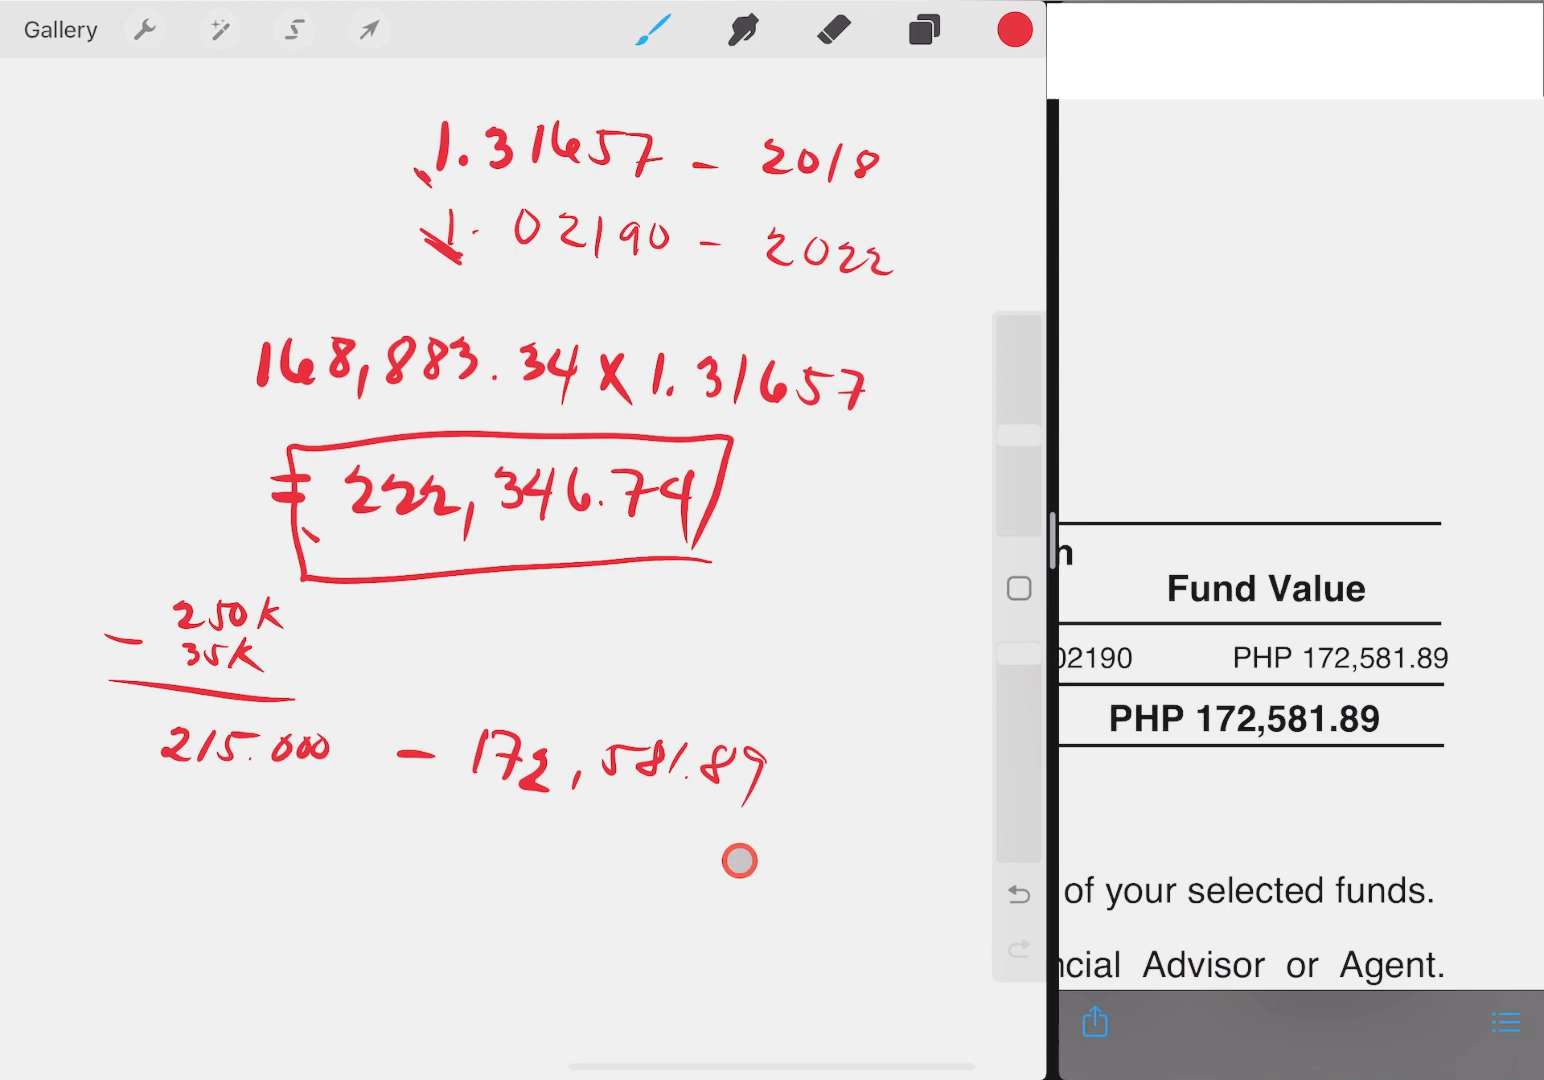 Gallery
1.31657 - 2018
1.02190 - 2022
168,883.34 x 1.31657
= 222,346.74
- 250k
35k
215.000 - 172,581.89
n
Fund Value
02190 PHP 172,581.89
PHP 172,581.89
of your selected funds.
ncial Advisor or Agent.